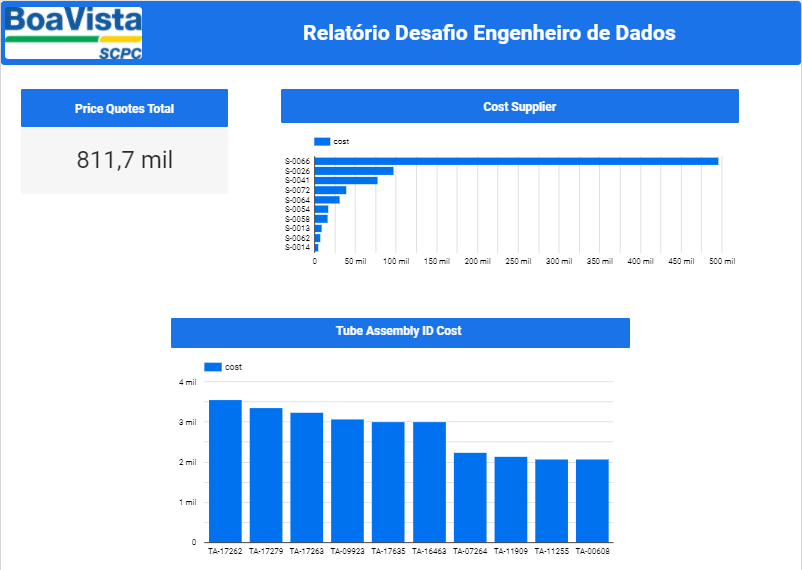 BoaVista
SCPC
Relatório Desafio Engenheiro de Dados
Price Quotes Total
811,7 mil
Cost Supplier
cost
S-0066
S-0026
S-0041
S-0072
S-0064
S-0054
S-0058
S-0013
S-0062
S-0014
0 50 mil 100 mil 150 mil 200 mil 250 mil 300 mil 350 mil 400 mil 450 mil 500 mil
Tube Assembly ID Cost
cost
4 mil
3 mil
2 mil
1 mil
0
TA-17262 TA-17279 TA-17263 TA-09923 TA-17635 TA-16463 TA-07264 TA-11909 TA-11255 TA-00608